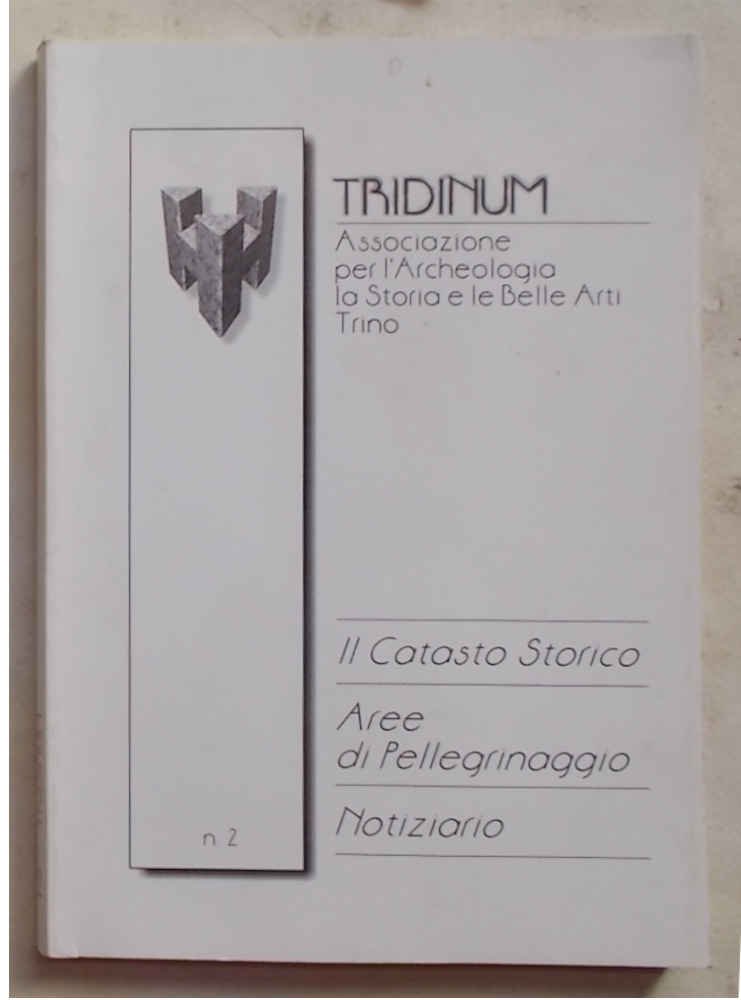 TRIDINUM
Associazione
per l'Archeologia
la Storia e le Belle Arti
Trino
Il Catasto Storico
Aree
di Pellegrinaggio
Notiziario
n. 2